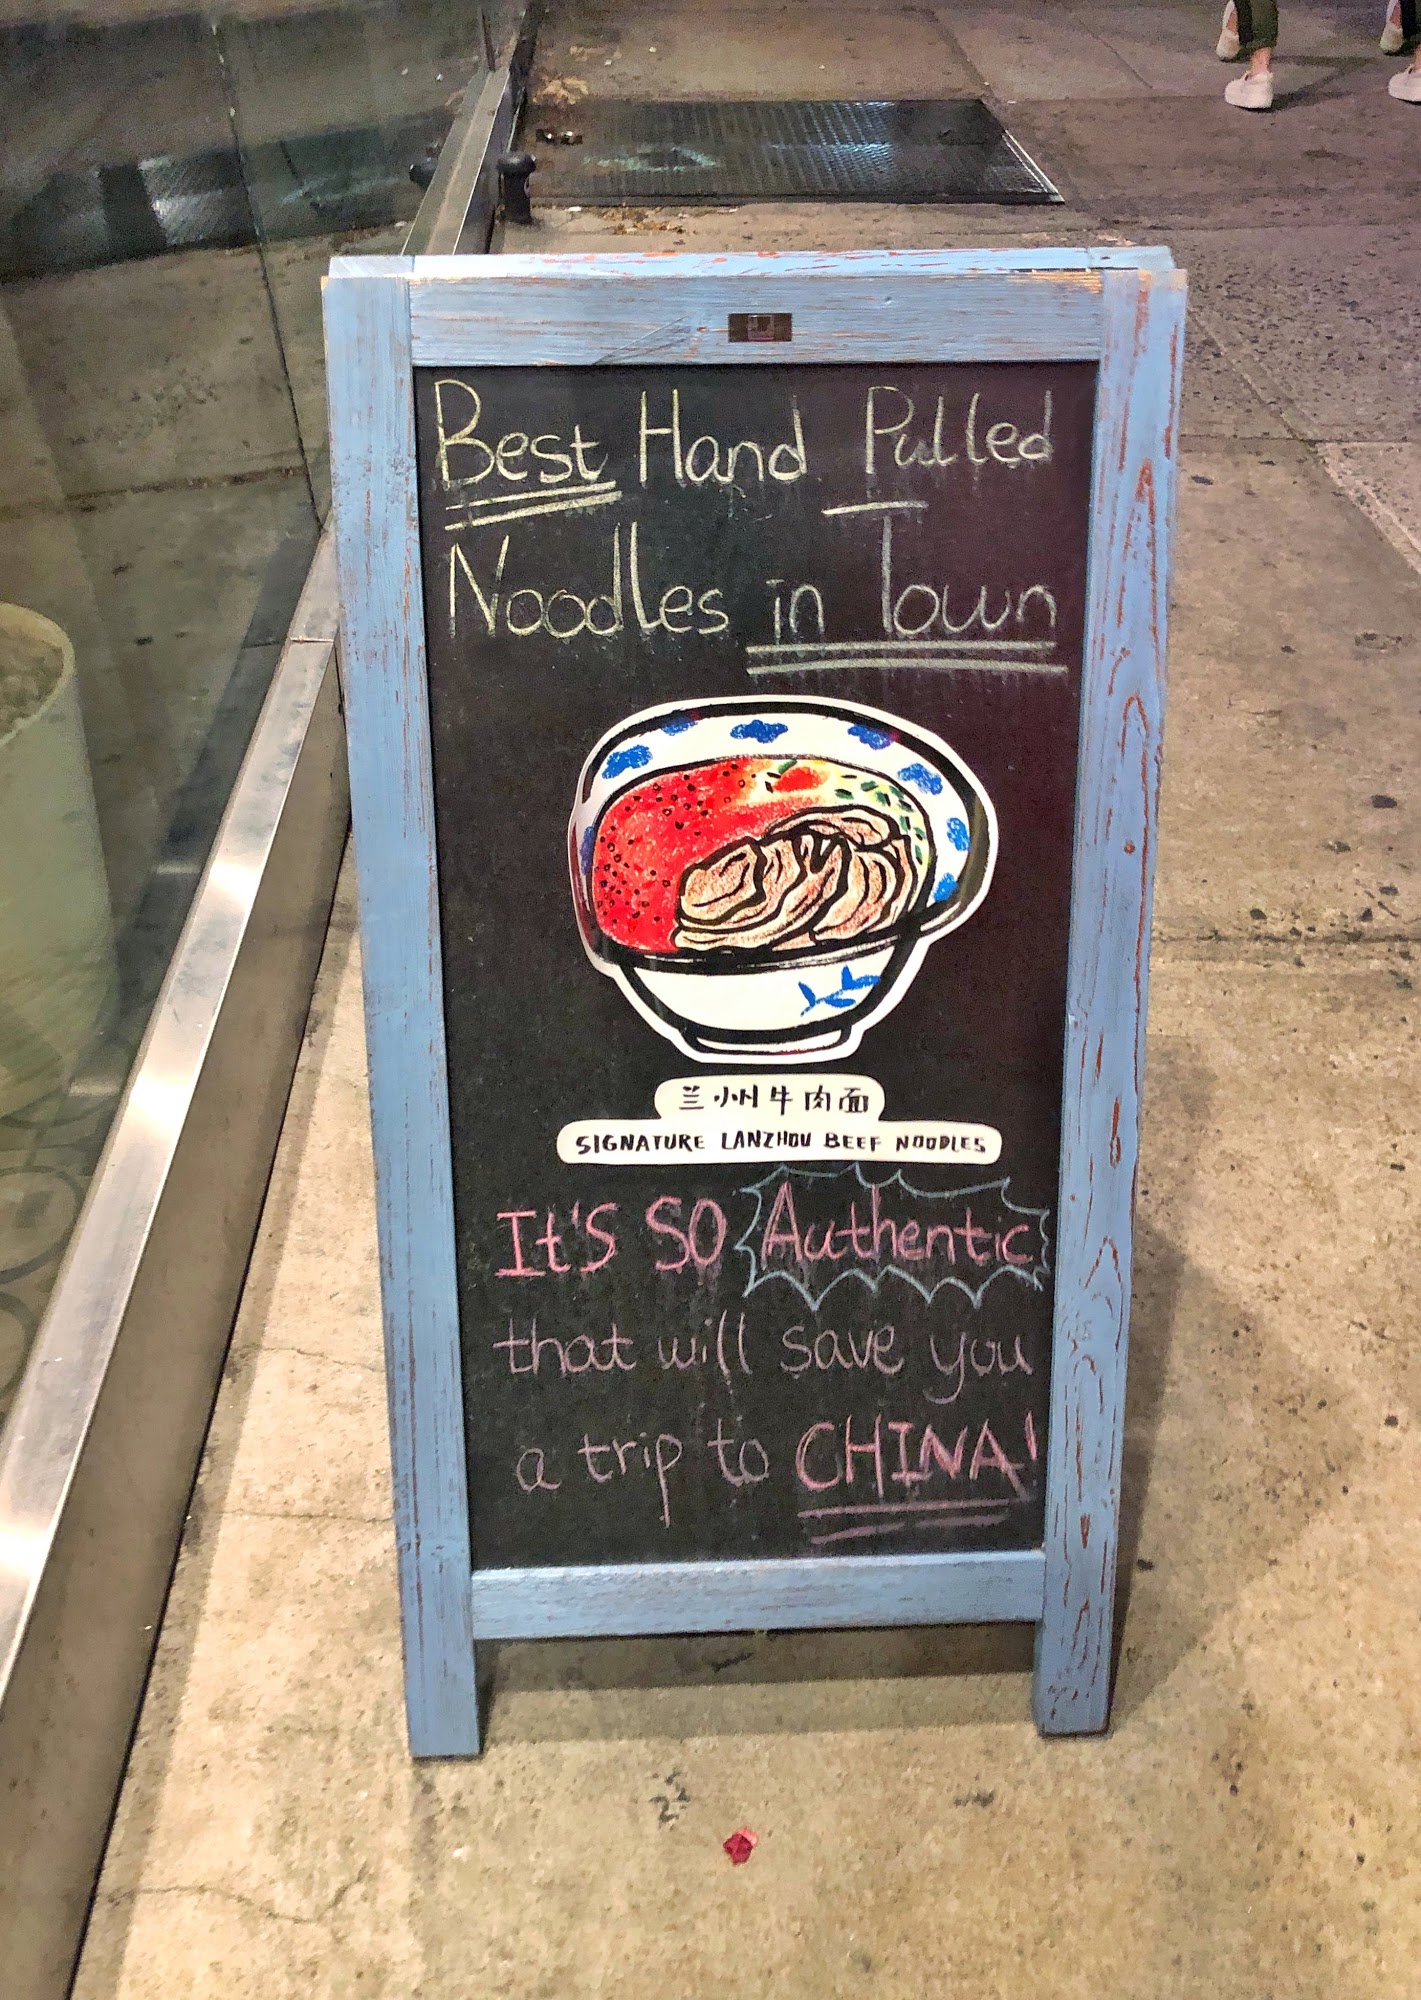 Best Hand Pulled
Noodles in Town
兰州牛肉面
SIGNATURE LANZHOU BEEF NOODLES
It'S SO Authentic
that will save you
a trip to CHINA!